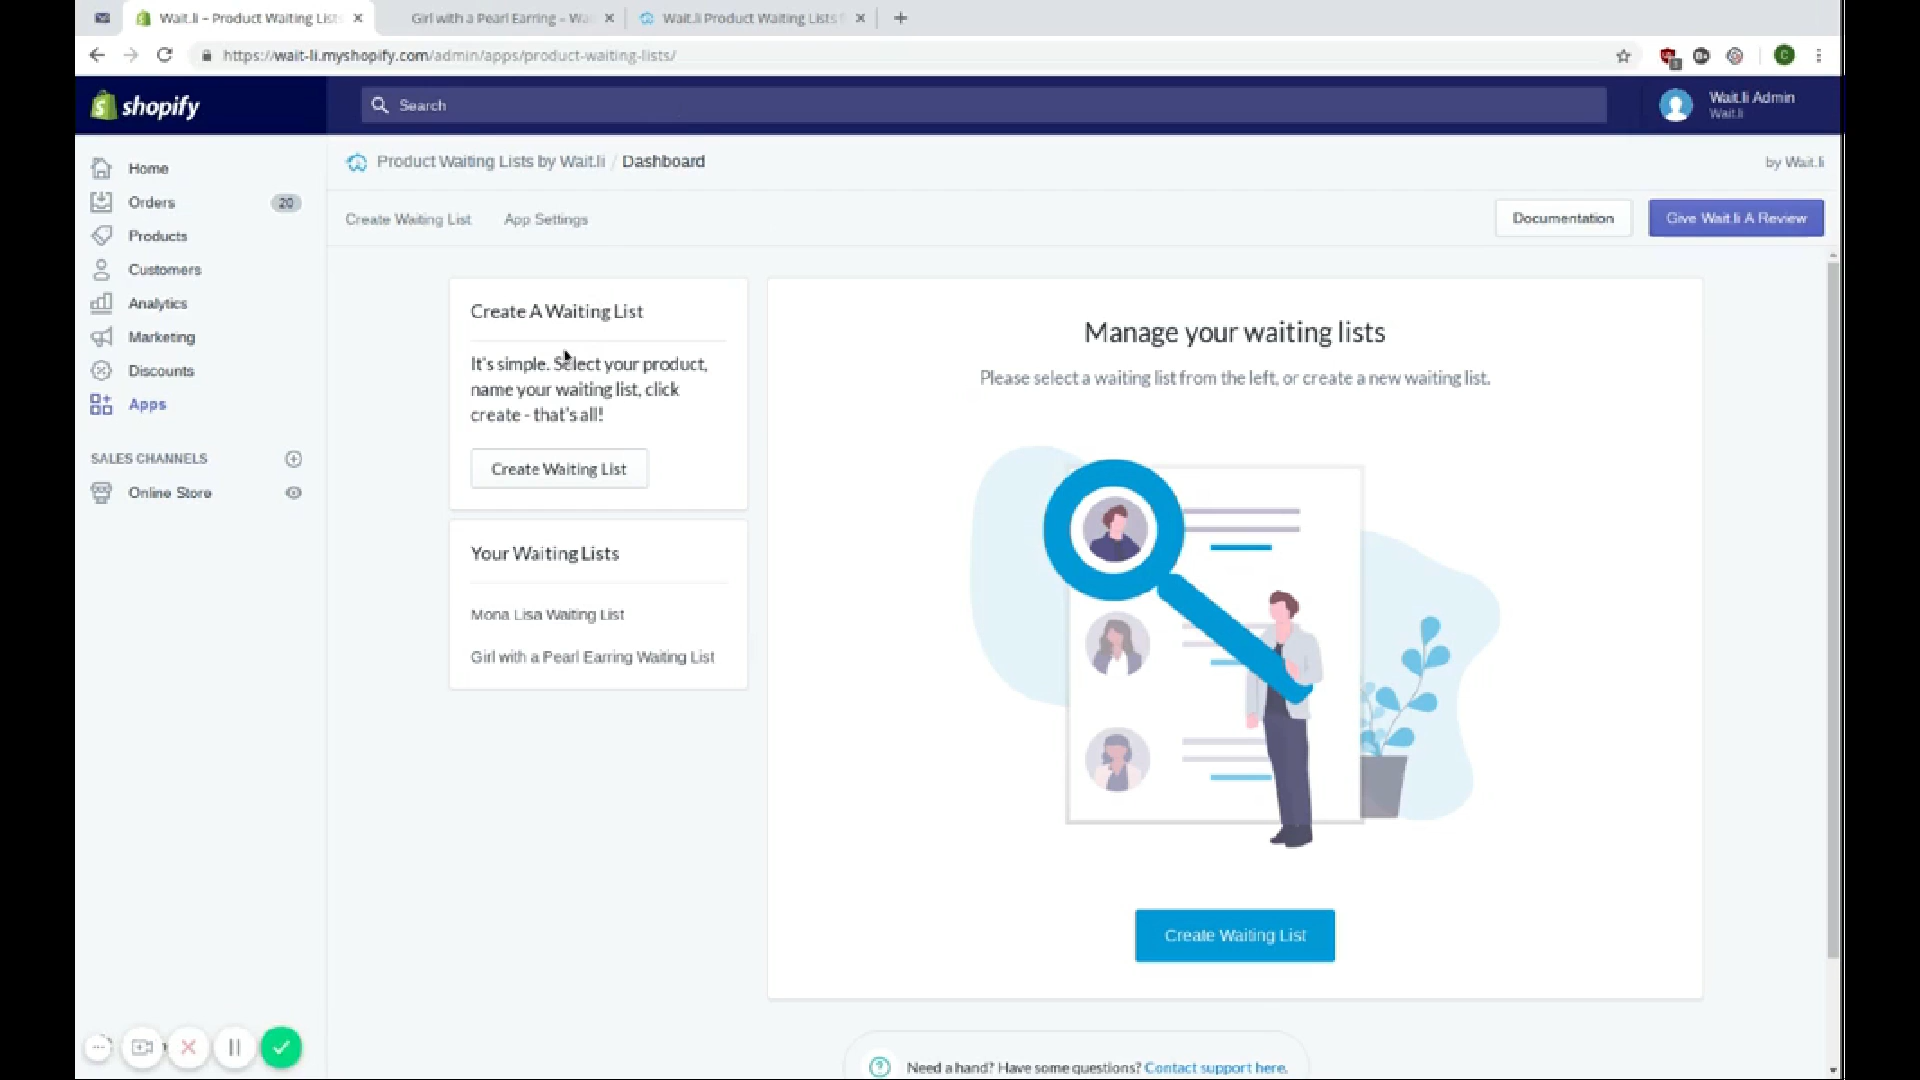 Wait.li – Product Waiting Lists
Girl with a Pearl Earring – Wai
Wait.li Product Waiting Lists f
https://wait-li.myshopify.com/admin/apps/product-waiting-lists/
C
shopify
Search
Wait.li Admin
Wait.li
Home
Orders
20
Products
Customers
Analytics
Marketing
Discounts
Apps
SALES CHANNELS
Online Store
Product Waiting Lists by Wait.li / Dashboard
by Wait.li
Create Waiting List
App Settings
Documentation
Give Wait.li A Review
Create A Waiting List
It's simple. Select your product,
name your waiting list, click
create - that's all!
Create Waiting List
Your Waiting Lists
Mona Lisa Waiting List
Girl with a Pearl Earring Waiting List
Manage your waiting lists
Please select a waiting list from the left, or create a new waiting list.
Create Waiting List
Need a hand? Have some questions? Contact support here.